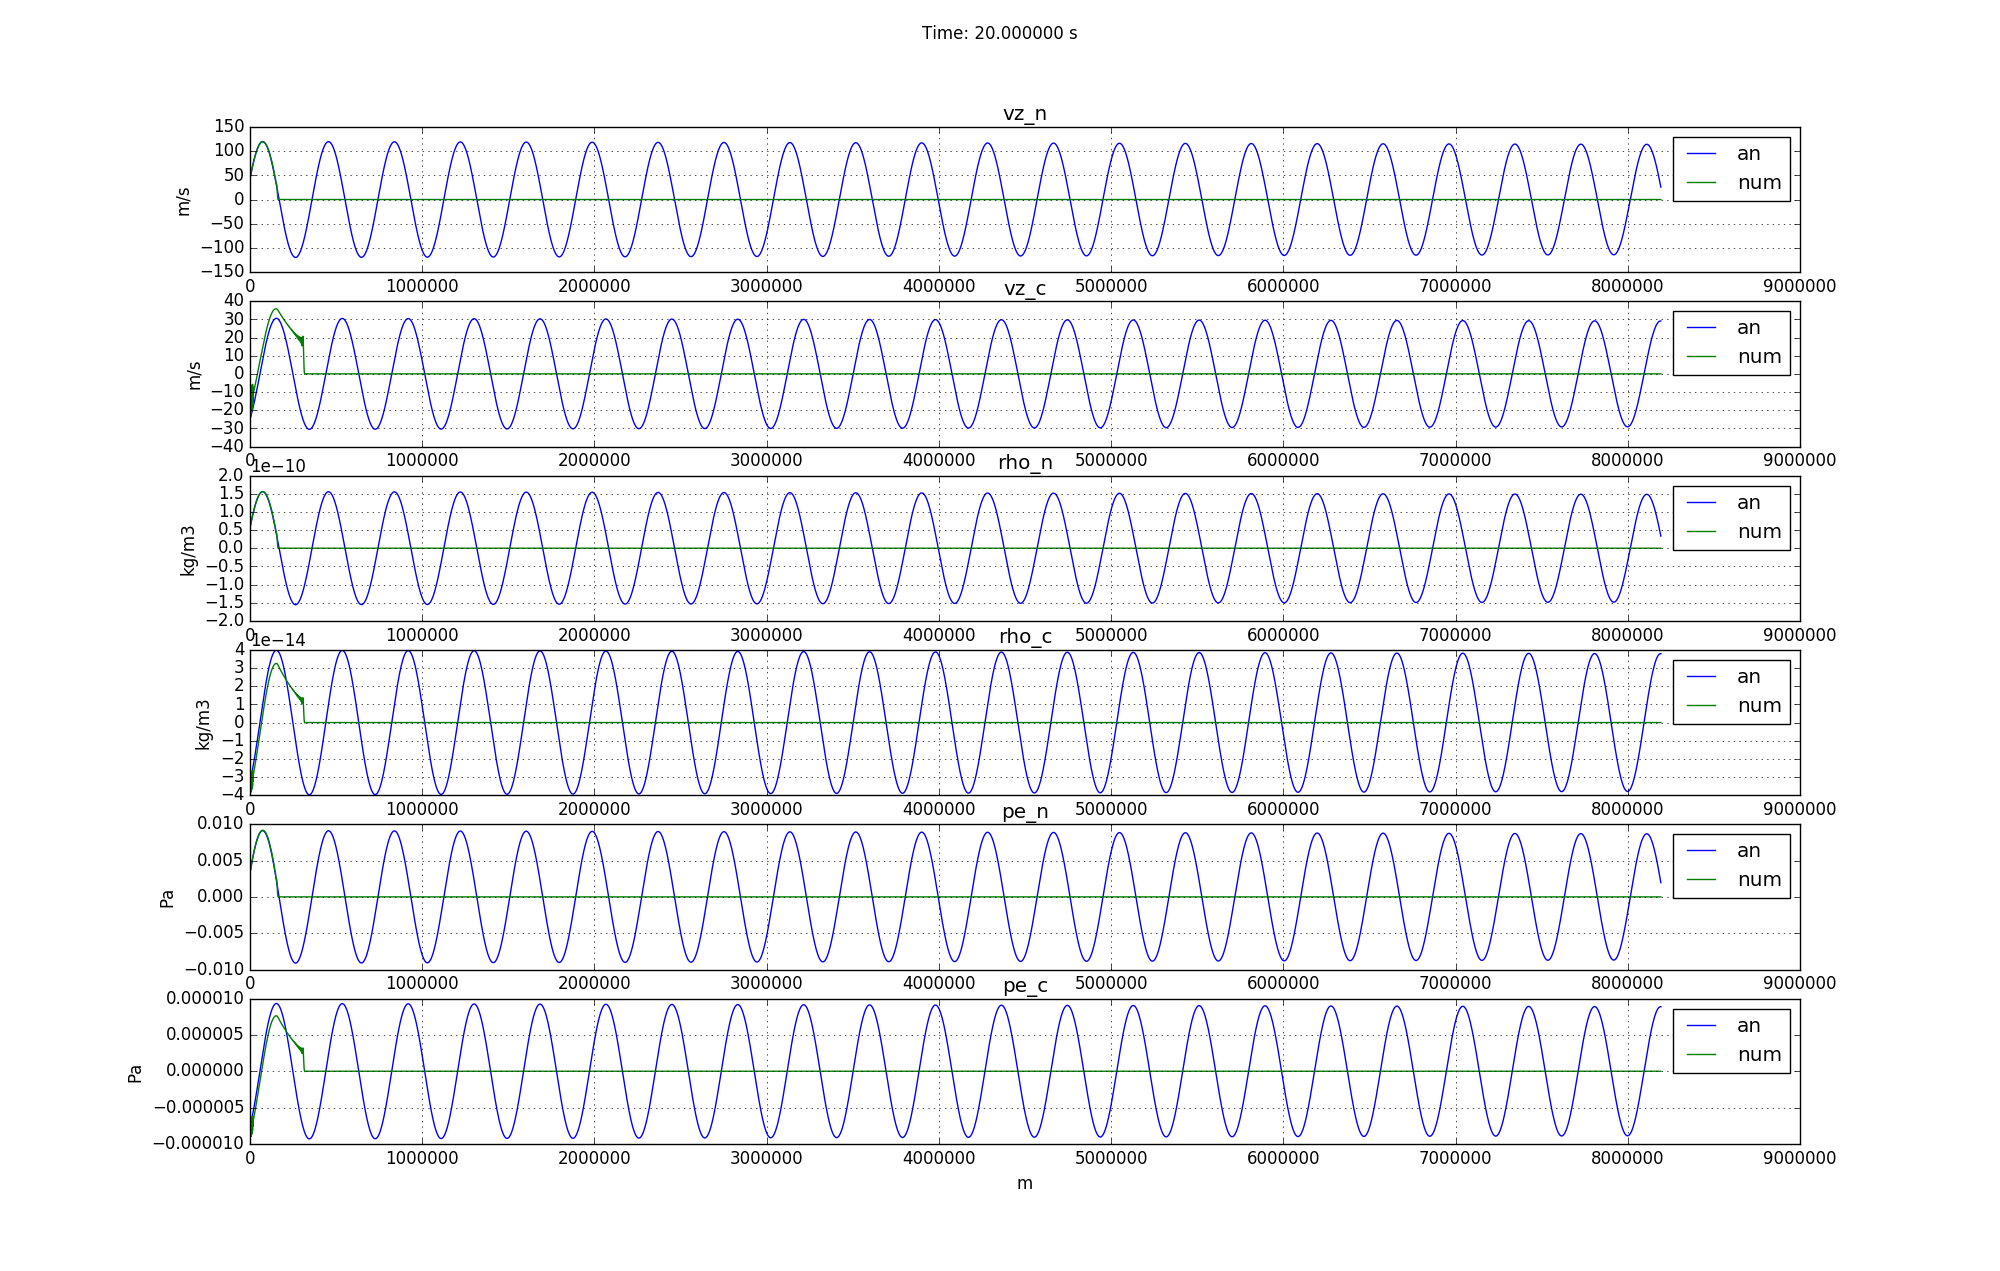 Time: 20.000000 s
vz_n
150
100
50
0
−50
−100
−150
m/s
an
num
0 1000000 2000000 3000000 4000000 5000000 6000000 7000000 8000000 9000000
vz_c
40
30
20
10
0
−10
−20
−30
−40
m/s
an
num
0 1000000 2000000 3000000 4000000 5000000 6000000 7000000 8000000 9000000
1e−10
rho_n
2.0
1.5
1.0
0.5
0.0
−0.5
−1.0
−1.5
−2.0
kg/m3
an
num
0 1000000 2000000 3000000 4000000 5000000 6000000 7000000 8000000 9000000
1e−14
rho_c
4
3
2
1
0
−1
−2
−3
−4
kg/m3
an
num
0 1000000 2000000 3000000 4000000 5000000 6000000 7000000 8000000 9000000
pe_n
0.010
0.005
0.000
−0.005
−0.010
Pa
an
num
0 1000000 2000000 3000000 4000000 5000000 6000000 7000000 8000000 9000000
pe_c
0.000010
0.000005
0.000000
−0.000005
−0.000010
Pa
an
num
0 1000000 2000000 3000000 4000000 5000000 6000000 7000000 8000000 9000000
m